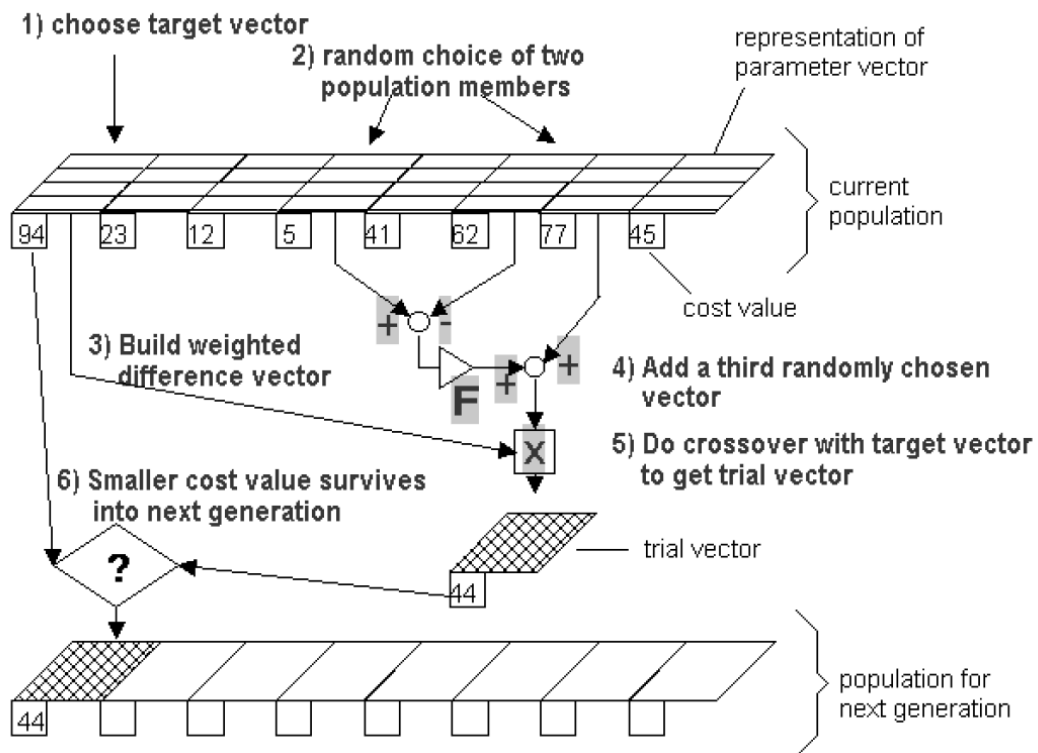 1) choose target vector
2) random choice of two
population members
representation of
parameter vector
current
population
94 23 12 5 41 62 77 45
cost value
+ -
3) Build weighted
difference vector
F + +
4) Add a third randomly chosen
vector
X
5) Do crossover with target vector
to get trial vector
6) Smaller cost value survives
into next generation
?
trial vector
44
44
population for
next generation